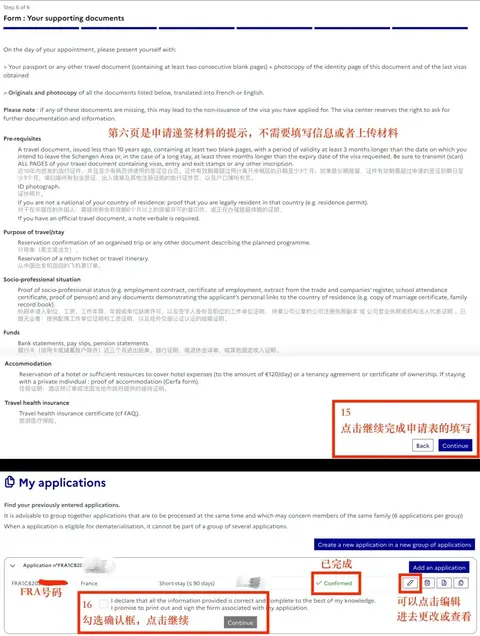 Step 6 of 6
Form : Your supporting documents
On the day of your appointment, please present yourself with:
> Your passport or any other travel document (containing at least two consecutive blank pages) + photocopy of the identity page of this document and of the last visas
obtained
> Originals and photocopy of all the documents listed below, translated into French or English.
Please note : if any of these documents are missing, this may lead to the non-issuance of the visa you have applied for. The visa center reserves the right to ask for
further documentation and information.
第六页是申请递签材料的提示，不需要填写信息或者上传材料
Pre-requisites
A travel document, issued less than 10 years ago, containing at least two blank pages, with a period of validity at least 3 months longer than the date on which you
intend to leave the Schengen Area or, in the case of a long stay, at least three months longer than the expiry date of the visa requested. Be sure to transmit (scan)
ALL PAGES of your travel document containing visas, entry and exit stamps or any other inscription.
ID photograph.
证件照片。
If you are not a national of your country of residence: proof that you are legally resident in that country (e.g. residence permit).
If you have an official travel document, a note verbale is required.
Purpose of travel/stay
Reservation confirmation of an organised trip or any other document describing the planned programme.
行程单（英文或法文）。
Reservation of a return ticket or travel itinerary.
从中国出发和返回的飞机票订单。
Socio-professional situation
Proof of socio-professional status (e.g. employment contract, certificate of employment, extract from the trade and companies' register, school attendance
certificate, proof of pension) and any documents demonstrating the applicant's personal links to the country of residence (e.g. copy of marriage certificate, family
record book).
Funds
Bank statements, pay slips, pension statements.
Accommodation
Reservation of a hotel or sufficient resources to cover hotel expenses (to the amount of €120/day) or a tenancy agreement or certificate of ownership. If staying
with a private individual : proof of accommodation (Cerfa form).
Travel health insurance
Travel health insurance certificate (cf FAQ).
旅游医疗保险。
15
点击继续完成申请表的填写
Back
Continue
My applications
Find your previously entered applications.
It is advisable to group together applications that are to be processed at the same time and which may concern members of the same family (6 applications per group)
When a application is eligible for dematerialisation, it cannot be part of a group of several applications.
Create a new application in a new group of applications
Application n°FRA1C820
已完成
Add an application
FRA1C820
France
Short-stay (≤ 90 days)
Confirmed
FRA号码
16
I declare that all the information provided is correct and complete to the best of my knowledge.
I promise to print out and sign the form associated with my application
勾选确认框，点击继续
Continue
可以点击编辑
进去更改或查看